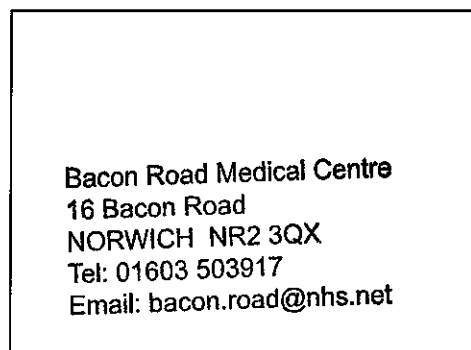 Bacon Road Medical Centre
16 Bacon Road
NORWICH NR2 3QX
Tel: 01603 503917
Email: bacon.road@nhs.net